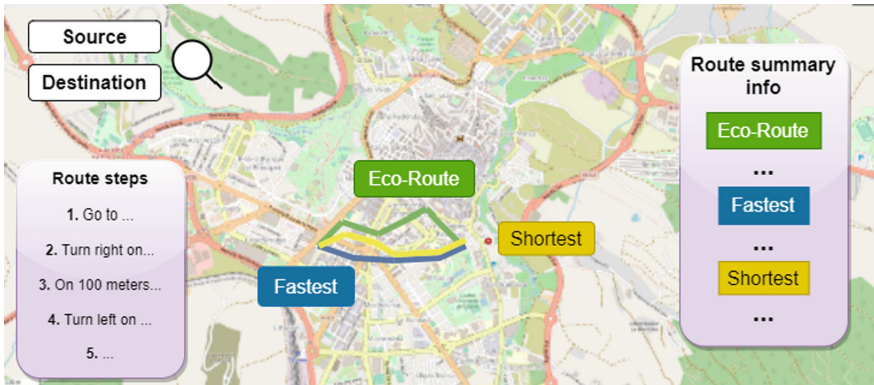 Source
Destination
Route steps
1. Go to ...
2. Turn right on...
3. On 100 meters...
4. Turn left on ...
5. ...
Eco-Route
Shortest
Fastest
Route summary
info
Eco-Route
...
Fastest
...
Shortest
...